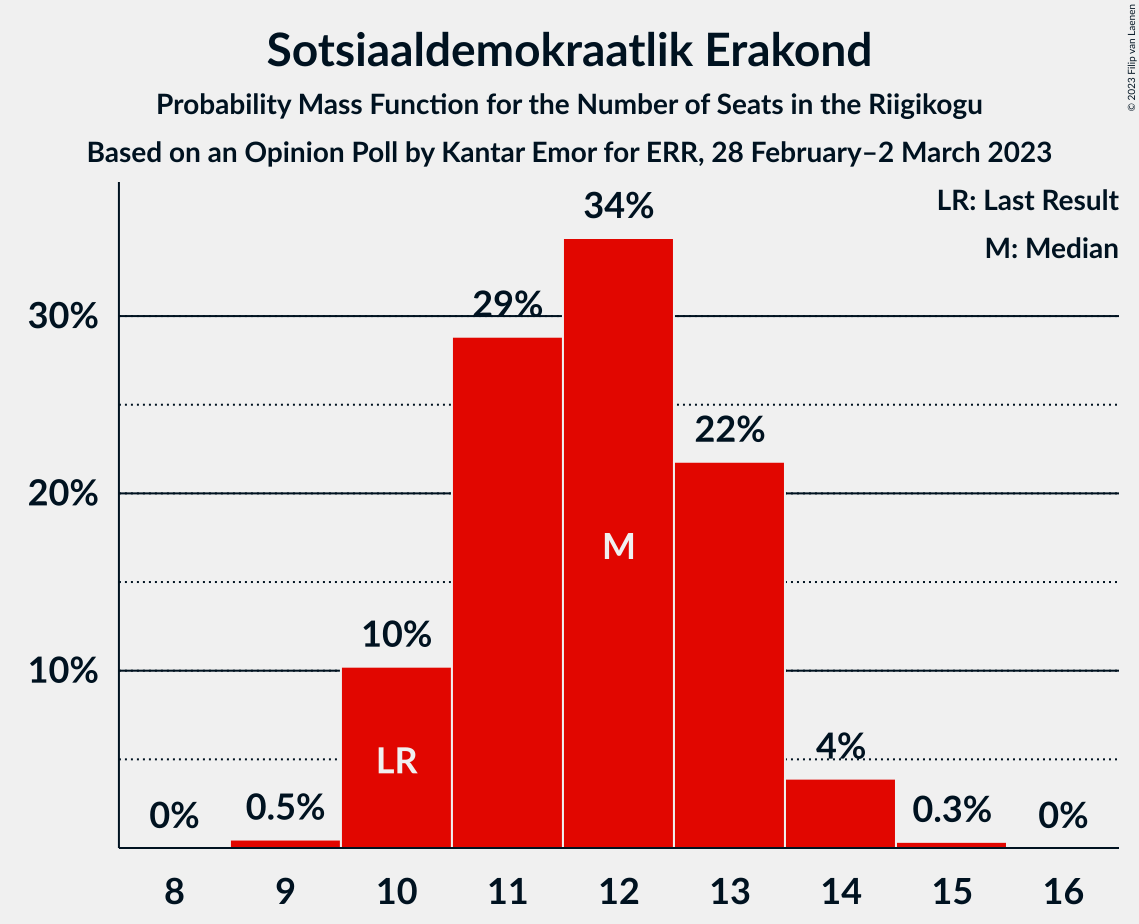 Sotsiaaldemokraatlik Erakond
Probability Mass Function for the Number of Seats in the Riigikogu
Based on an Opinion Poll by Kantar Emor for ERR, 28 February–2 March 2023
© 2023 Filip van Laenen
LR: Last Result
M: Median
34%
29%
30%
22%
20%
M
10%
10%
LR
4%
0%
0.5%
0.3%
0%
8 9 10 11 12 13 14 15 16